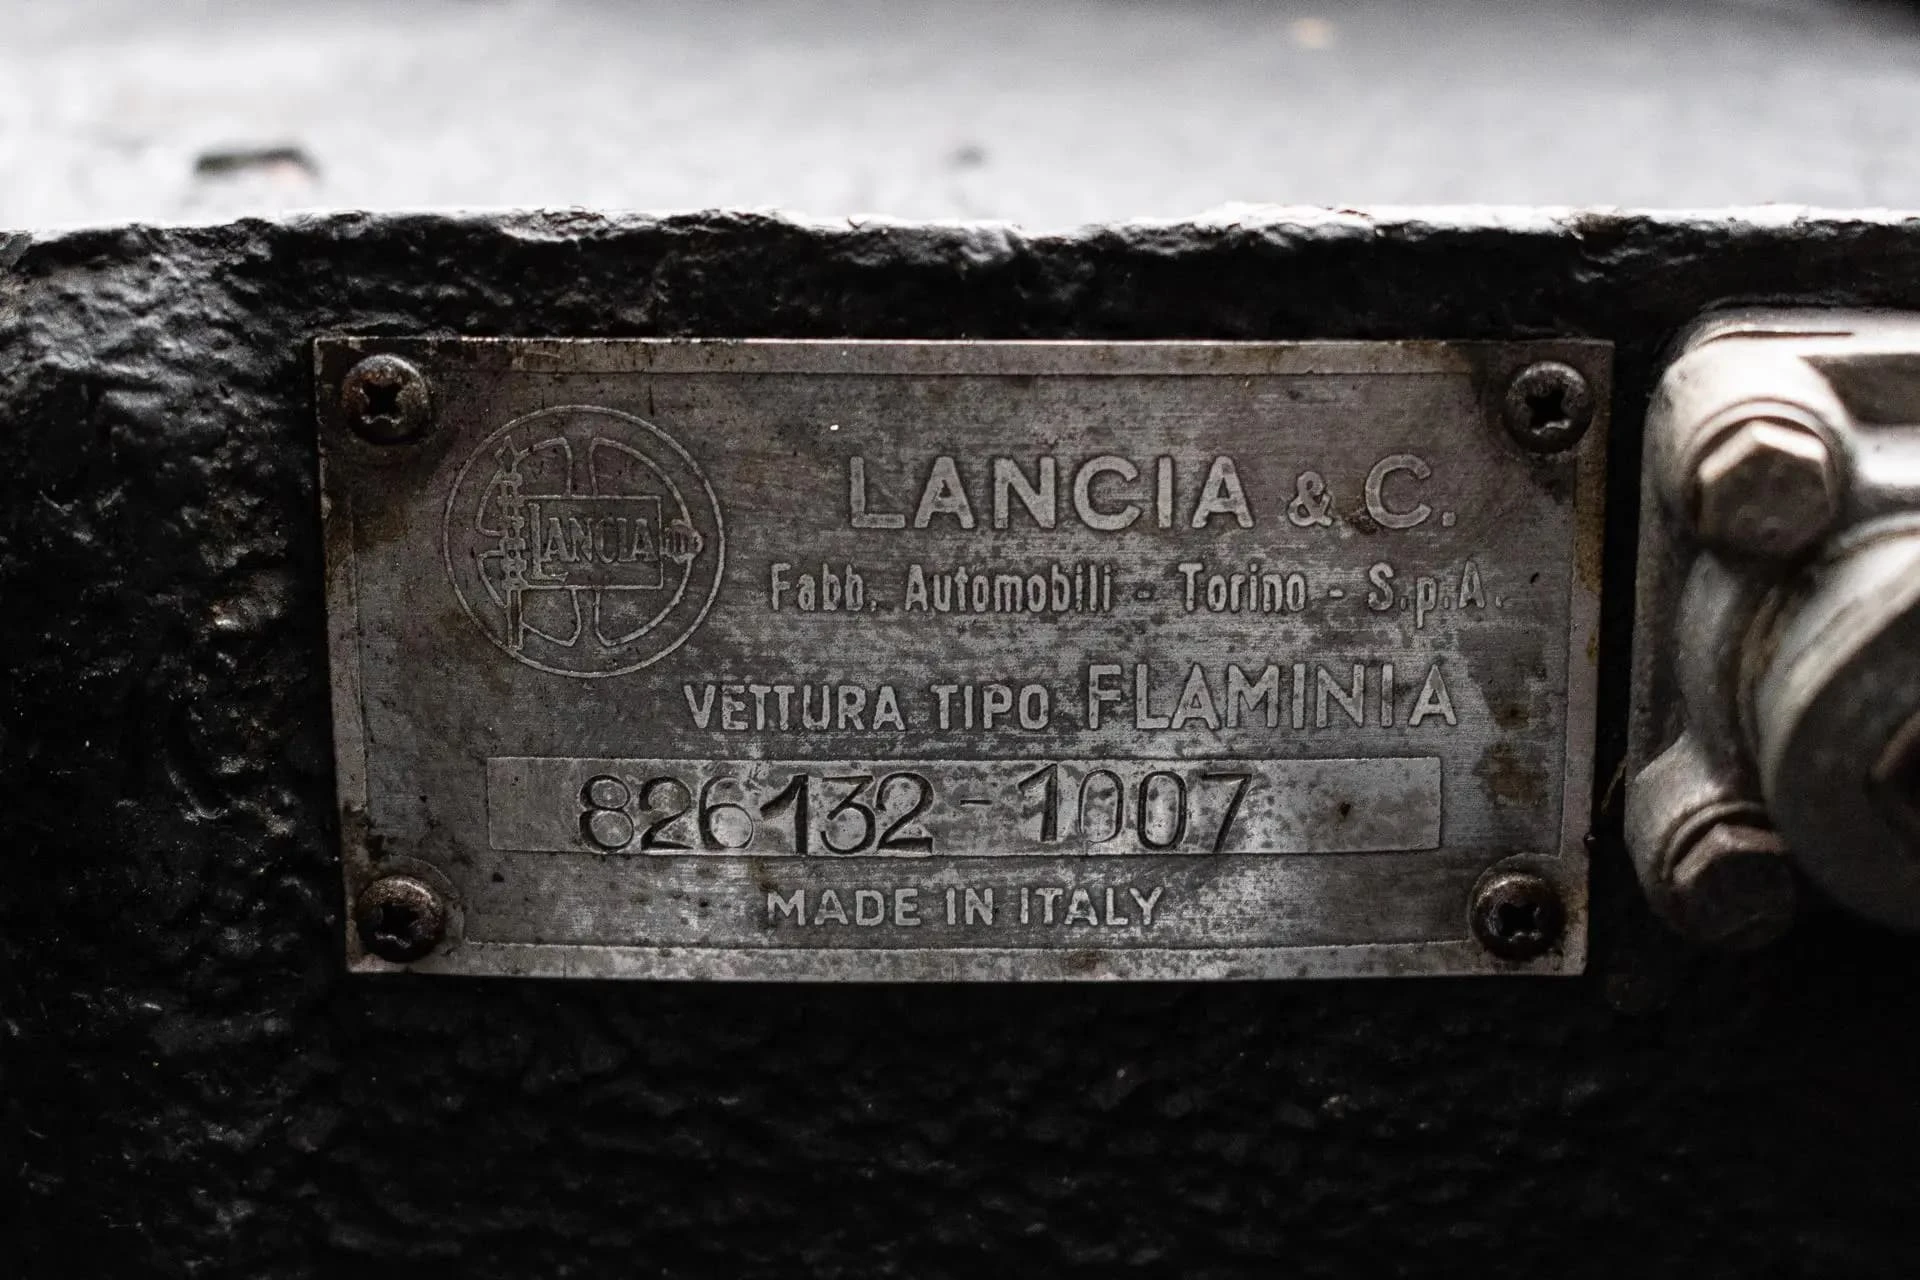 LANCIA
LANCIA & C.
Fabb. Automobili - Torino - S.p.A.
VETTURA TIPO FLAMINIA
826132-1007
MADE IN ITALY